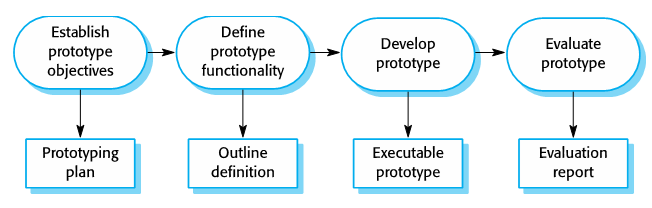 Establish
prototype
objectives
Define
prototype
functionality
Develop
prototype
Evaluate
prototype
Prototyping
plan
Outline
definition
Executable
prototype
Evaluation
report